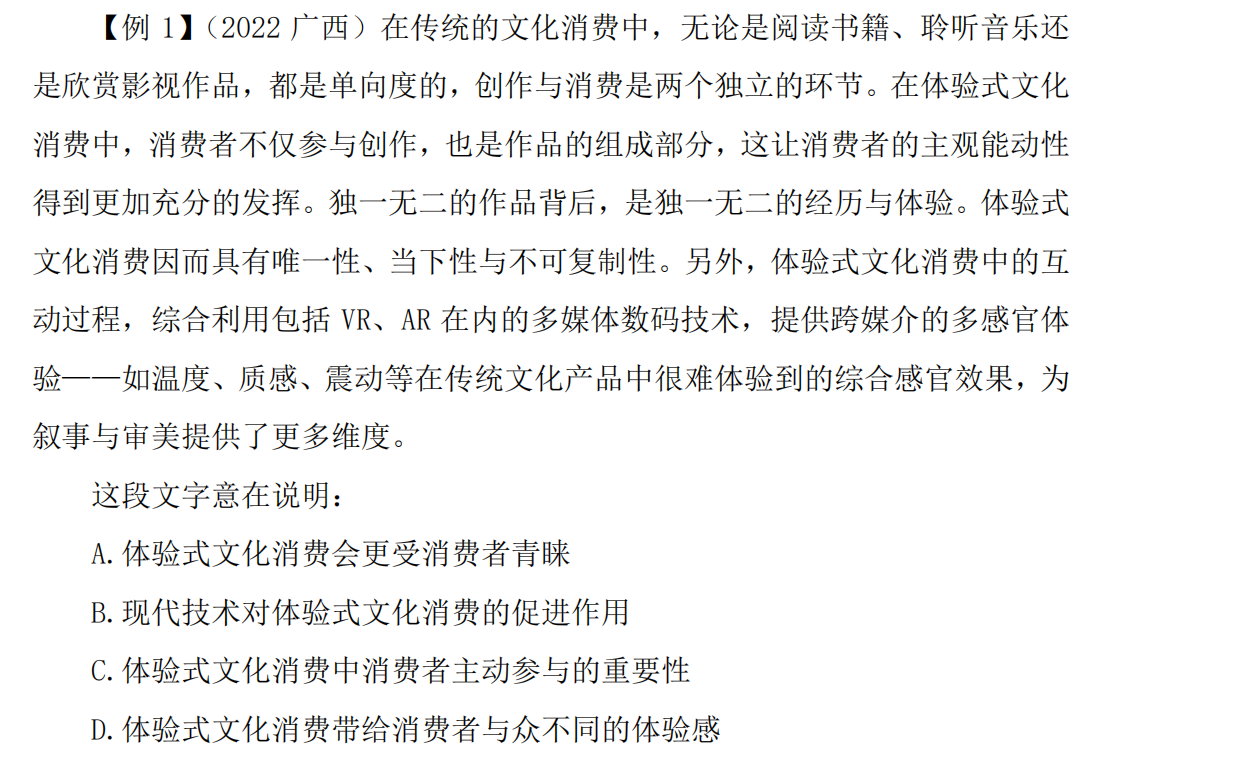 【例 1】（2022 广西）在传统的文化消费中，无论是阅读书籍、聆听音乐还
是欣赏影视作品，都是单向度的，创作与消费是两个独立的环节。在体验式文化
消费中，消费者不仅参与创作，也是作品的组成部分，这让消费者的主观能动性
得到更加充分的发挥。独一无二的作品背后，是独一无二的经历与体验。体验式
文化消费因而具有唯一性、当下性与不可复制性。另外，体验式文化消费中的互
动过程，综合利用包括 VR、AR 在内的多媒体数码技术，提供跨媒介的多感官体
验——如温度、质感、震动等在传统文化产品中很难体验到的综合感官效果，为
叙事与审美提供了更多维度。
这段文字意在说明：
A.体验式文化消费会更受消费者青睐
B.现代技术对体验式文化消费的促进作用
C.体验式文化消费中消费者主动参与的重要性
D.体验式文化消费带给消费者与众不同的体验感